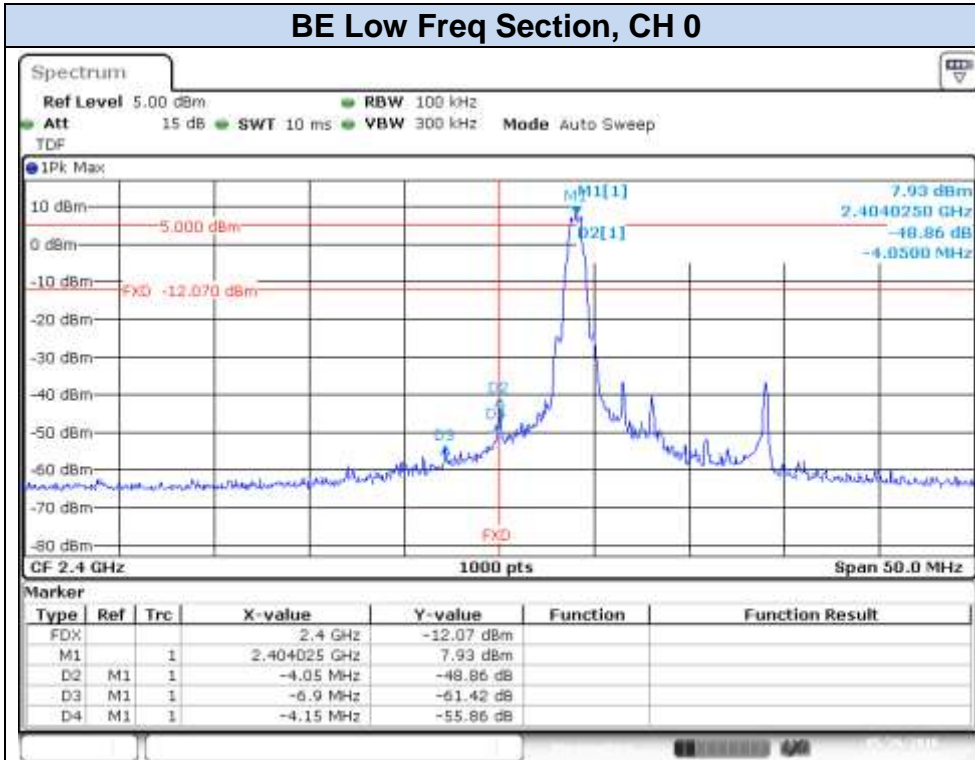 BE Low Freq Section, CH 0
Spectrum
Ref Level 5.00 dBm RBW 100 kHz
Att 15 dB SWT 10 ms VBW 300 kHz Mode Auto Sweep
TDF
1Pk Max
M1 M1[1] 7.93 dBm
2.4040250 GHz
D2[1] -48.86 dB
-4.0500 MHz
10 dBm
5.000 dBm
0 dBm
-10 dBm
FXD -12.070 dBm
-20 dBm
-30 dBm
-40 dBm
D2
-50 dBm
D3
-60 dBm
-70 dBm
FXD
-80 dBm
CF 2.4 GHz 1000 pts Span 50.0 MHz
Marker
Type Ref Trc X-value Y-value Function Function Result
FDX 2.4 GHz -12.07 dBm
M1 1 2.404025 GHz 7.93 dBm
D2 M1 1 -4.05 MHz -48.86 dB
D3 M1 1 -6.9 MHz -61.42 dB
D4 M1 1 -4.15 MHz -55.86 dB